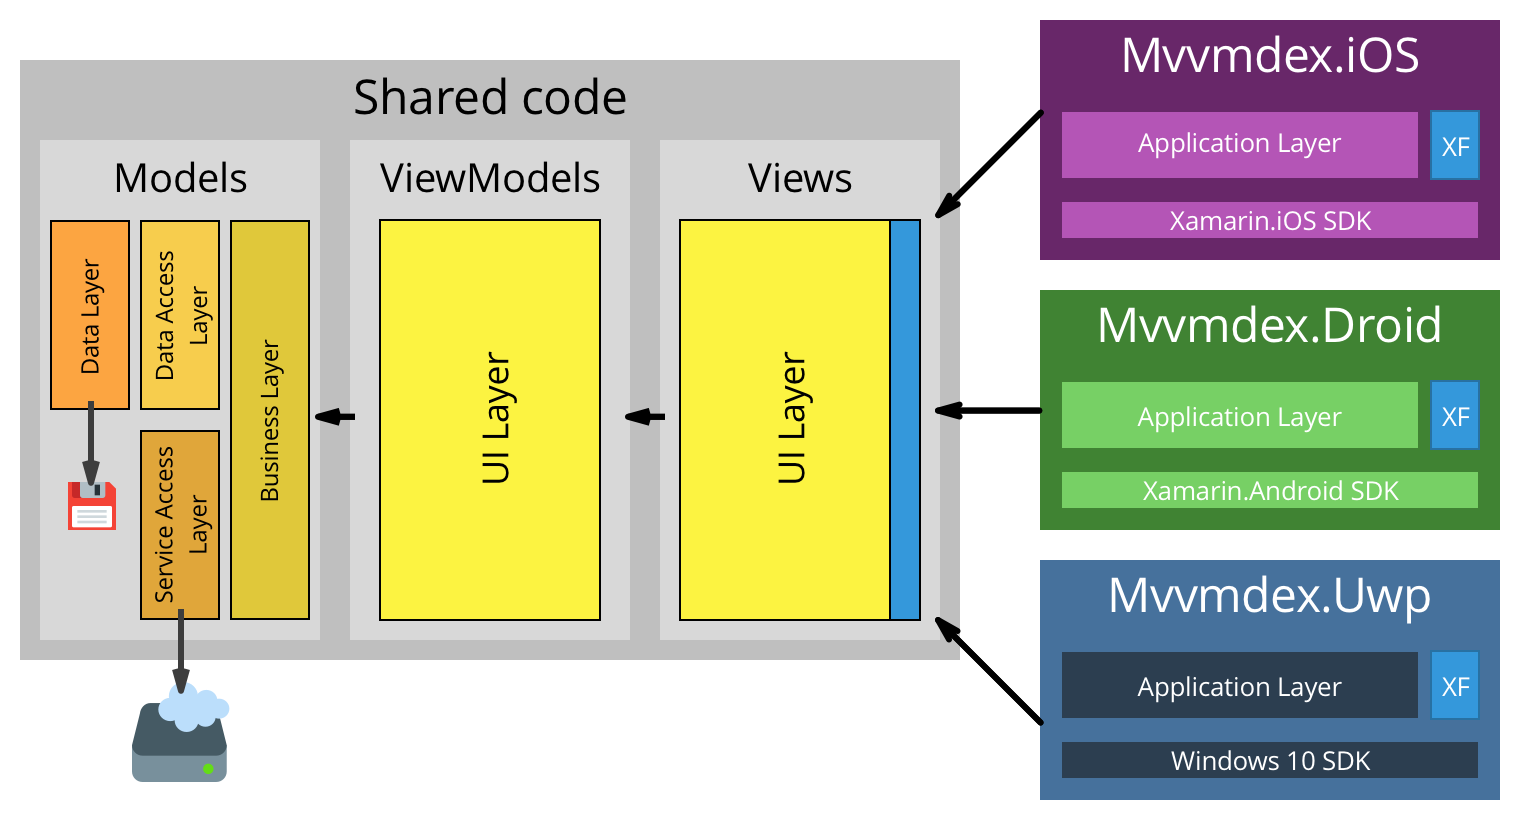 Shared code
Models
Data Layer
Data Access
Layer
Service Access
Layer
Business Layer
ViewModels
UI Layer
Views
UI Layer
Mvvmdex.iOS
Application Layer
XF
Xamarin.iOS SDK
Mvvmdex.Droid
Application Layer
XF
Xamarin.Android SDK
Mvvmdex.Uwp
Application Layer
XF
Windows 10 SDK